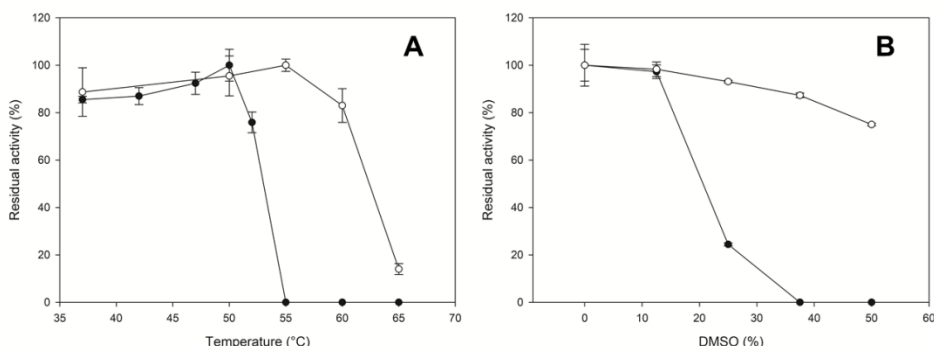 A
Residual activity (%)
120
100
80
60
40
20
0
35 40 45 50 55 60 65 70
Temperature (°C)
B
Residual activity (%)
120
100
80
60
40
20
0
0 10 20 30 40 50 60
DMSO (%)